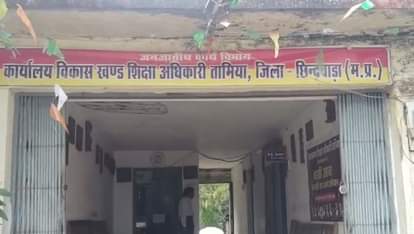 जनजातीय कार्य विभाग
कार्यालय विकास खण्ड शिक्षा अधिकारी तामिया, जिला - छिन्दवाड़ा (म.प्र.)